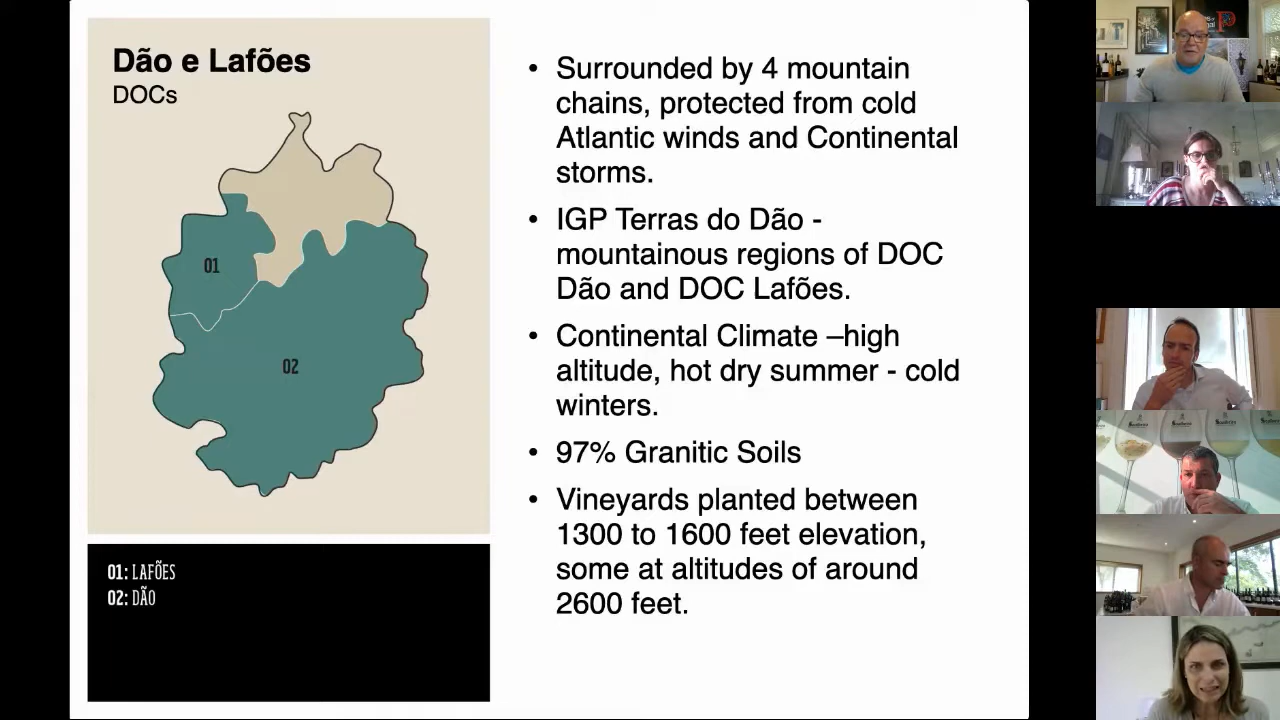 Dão e Lafões
DOCs
01
02
01: LAFÕES
02: DÃO
• Surrounded by 4 mountain
chains, protected from cold
Atlantic winds and Continental
storms.
• IGP Terras do Dão -
mountainous regions of DOC
Dão and DOC Lafões.
• Continental Climate –high
altitude, hot dry summer - cold
winters.
• 97% Granitic Soils
• Vineyards planted between
1300 to 1600 feet elevation,
some at altitudes of around
2600 feet.